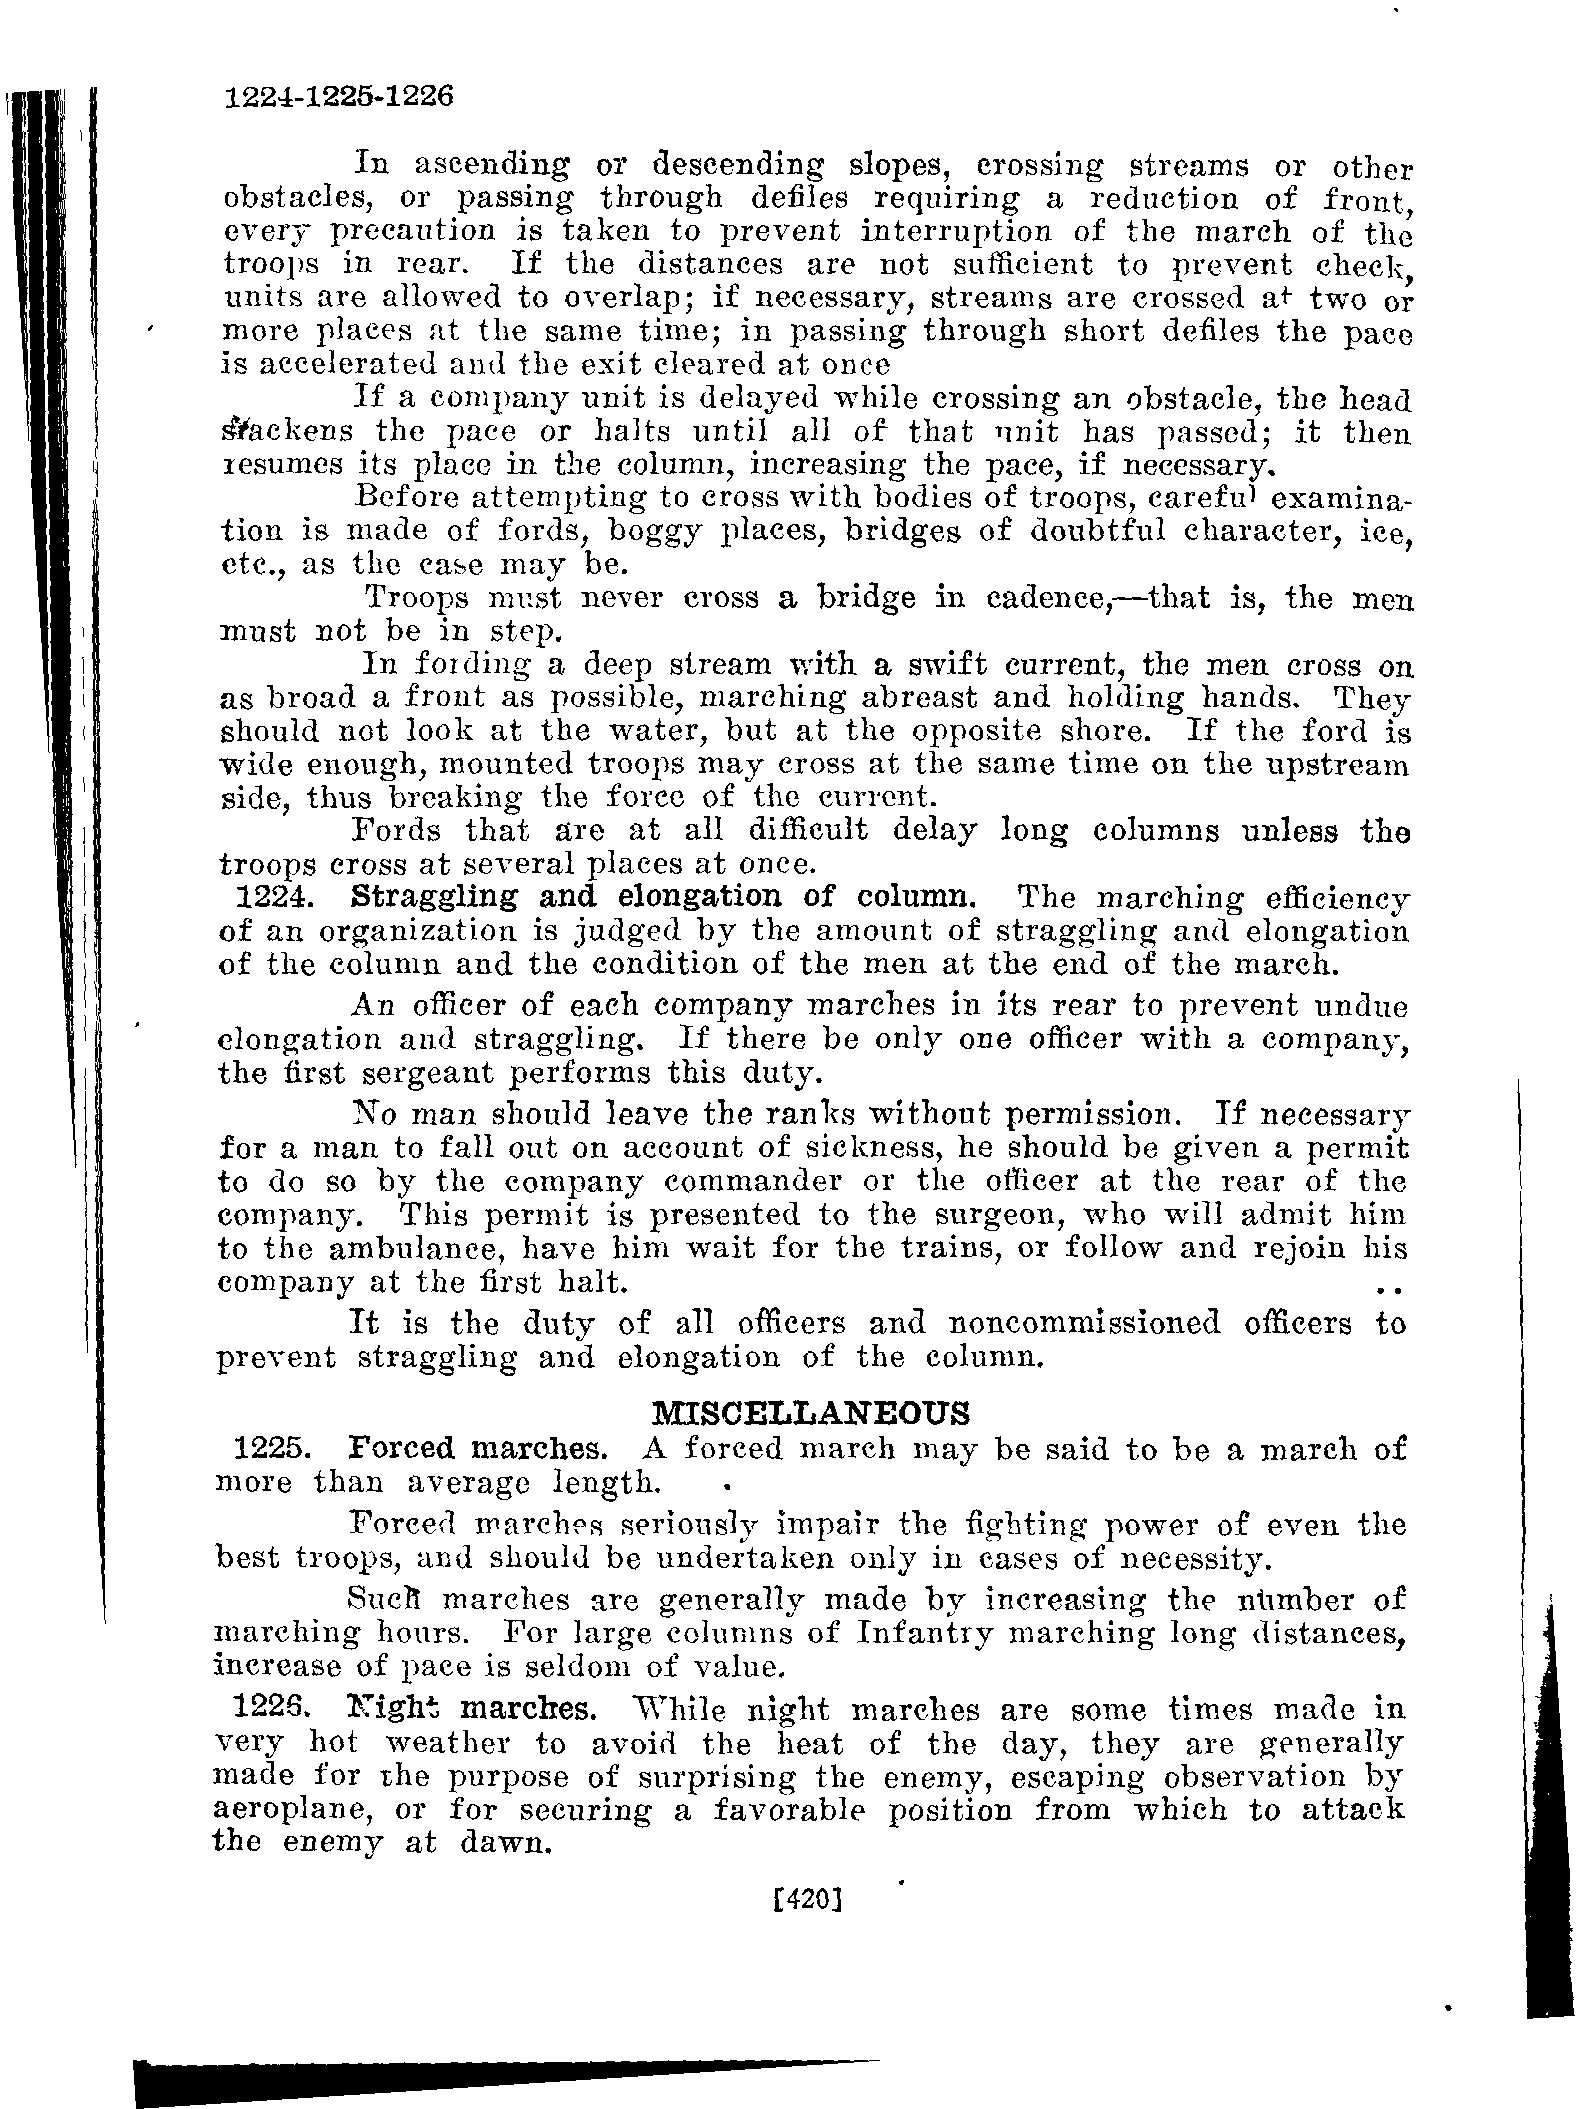 1224-1225-1226
In ascending or descending slopes, crossing streams or other
obstacles, or passing through defiles requiring a reduction of front,
every precaution is taken to prevent interruption of the march of the
troops in rear. If the distances are not sufficient to prevent check,
units are allowed to overlap; if necessary, streams are crossed at two or
more places at the same time; in passing through short defiles the pace
is accelerated and the exit cleared at once
If a company unit is delayed while crossing an obstacle, the head
slackens the pace or halts until all of that unit has passed; it then
resumes its place in the column, increasing the pace, if necessary.
Before attempting to cross with bodies of troops, careful examina-
tion is made of fords, boggy places, bridges of doubtful character, ice,
etc., as the case may be.
Troops must never cross a bridge in cadence,—that is, the men
must not be in step.
In fording a deep stream with a swift current, the men cross on
as broad a front as possible, marching abreast and holding hands. They
should not look at the water, but at the opposite shore. If the ford is
wide enough, mounted troops may cross at the same time on the upstream
side, thus breaking the force of the current.
Fords that are at all difficult delay long columns unless the
troops cross at several places at once.
1224. Straggling and elongation of column. The marching efficiency
of an organization is judged by the amount of straggling and elongation
of the column and the condition of the men at the end of the march.
An officer of each company marches in its rear to prevent undue
elongation and straggling. If there be only one officer with a company,
the first sergeant performs this duty.
No man should leave the ranks without permission. If necessary
for a man to fall out on account of sickness, he should be given a permit
to do so by the company commander or the officer at the rear of the
company. This permit is presented to the surgeon, who will admit him
to the ambulance, have him wait for the trains, or follow and rejoin his
company at the first halt.
It is the duty of all officers and noncommissioned officers to
prevent straggling and elongation of the column.
MISCELLANEOUS
1225. Forced marches. A forced march may be said to be a march of
more than average length.
Forced marches seriously impair the fighting power of even the
best troops, and should be undertaken only in cases of necessity.
Such marches are generally made by increasing the number of
marching hours. For large columns of Infantry marching long distances,
increase of pace is seldom of value.
1226. Night marches. While night marches are some times made in
very hot weather to avoid the heat of the day, they are generally
made for the purpose of surprising the enemy, escaping observation by
aeroplane, or for securing a favorable position from which to attack
the enemy at dawn.
[420]